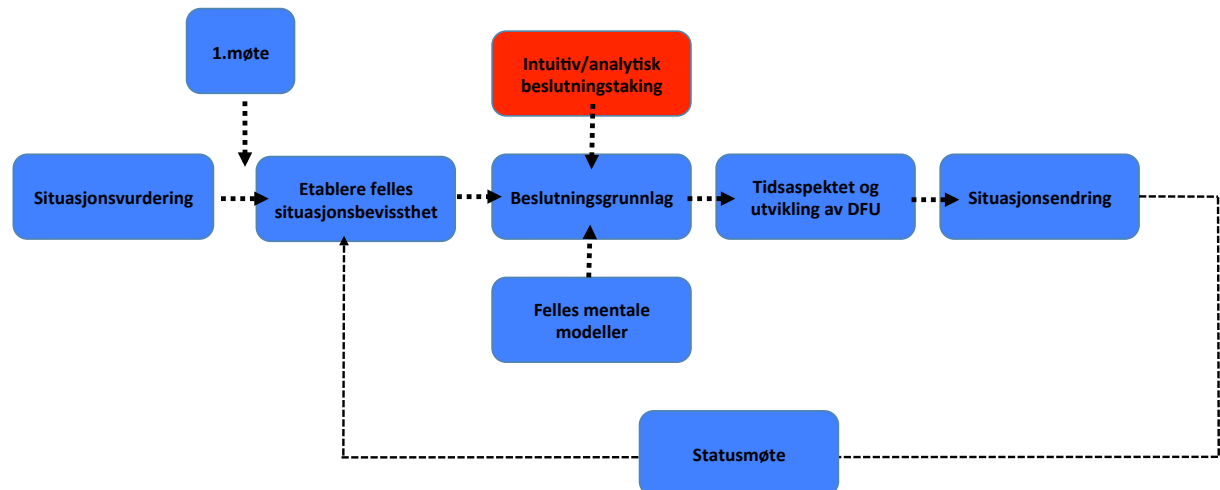 1.møte
Intuitiv/analytisk
beslutningstaking
Situasjonsvurdering
Etablere felles
situasjonsbevissthet
Beslutningsgrunnlag
Tidsaspektet og
utvikling av DFU
Situasjonsendring
Felles mentale
modeller
Statusmøte